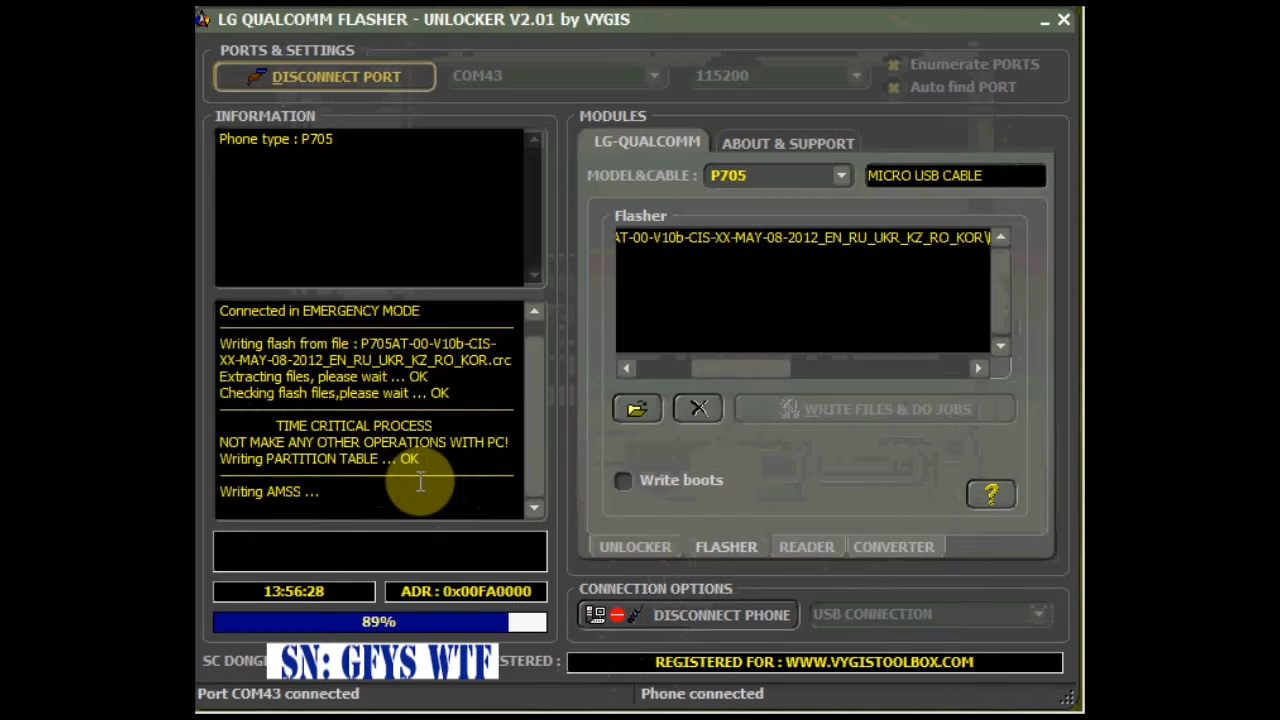 LG QUALCOMM FLASHER - UNLOCKER V2.01 by VYGIS
PORTS & SETTINGS
DISCONNECT PORT
COM43
115200
Enumerate PORTS
Auto find PORT
INFORMATION
Phone type : P705
Connected in EMERGENCY MODE
Writing flash from file : P705AT-00-V10b-CIS-
XX-MAY-08-2012_EN_RU_UKR_KZ_RO_KOR.crc
Extracting files, please wait ... OK
Checking flash files,please wait ... OK
TIME CRITICAL PROCESS
NOT MAKE ANY OTHER OPERATIONS WITH PC!
Writing PARTITION TABLE ... OK
Writing AMSS ...
13:56:28
ADR : 0x00FA0000
89%
MODULES
LG-QUALCOMM
ABOUT & SUPPORT
MODEL&CABLE :
P705
MICRO USB CABLE
Flasher
AT-00-V10b-CIS-XX-MAY-08-2012_EN_RU_UKR_KZ_RO_KOR\
WRITE FILES & DO JOBS
Write boots
?
UNLOCKER
FLASHER
READER
CONVERTER
CONNECTION OPTIONS
DISCONNECT PHONE
USB CONNECTION
SC DONG
SN: GFYS WTF
STERED :
REGISTERED FOR : WWW.VYGISTOOLBOX.COM
Port COM43 connected
Phone connected